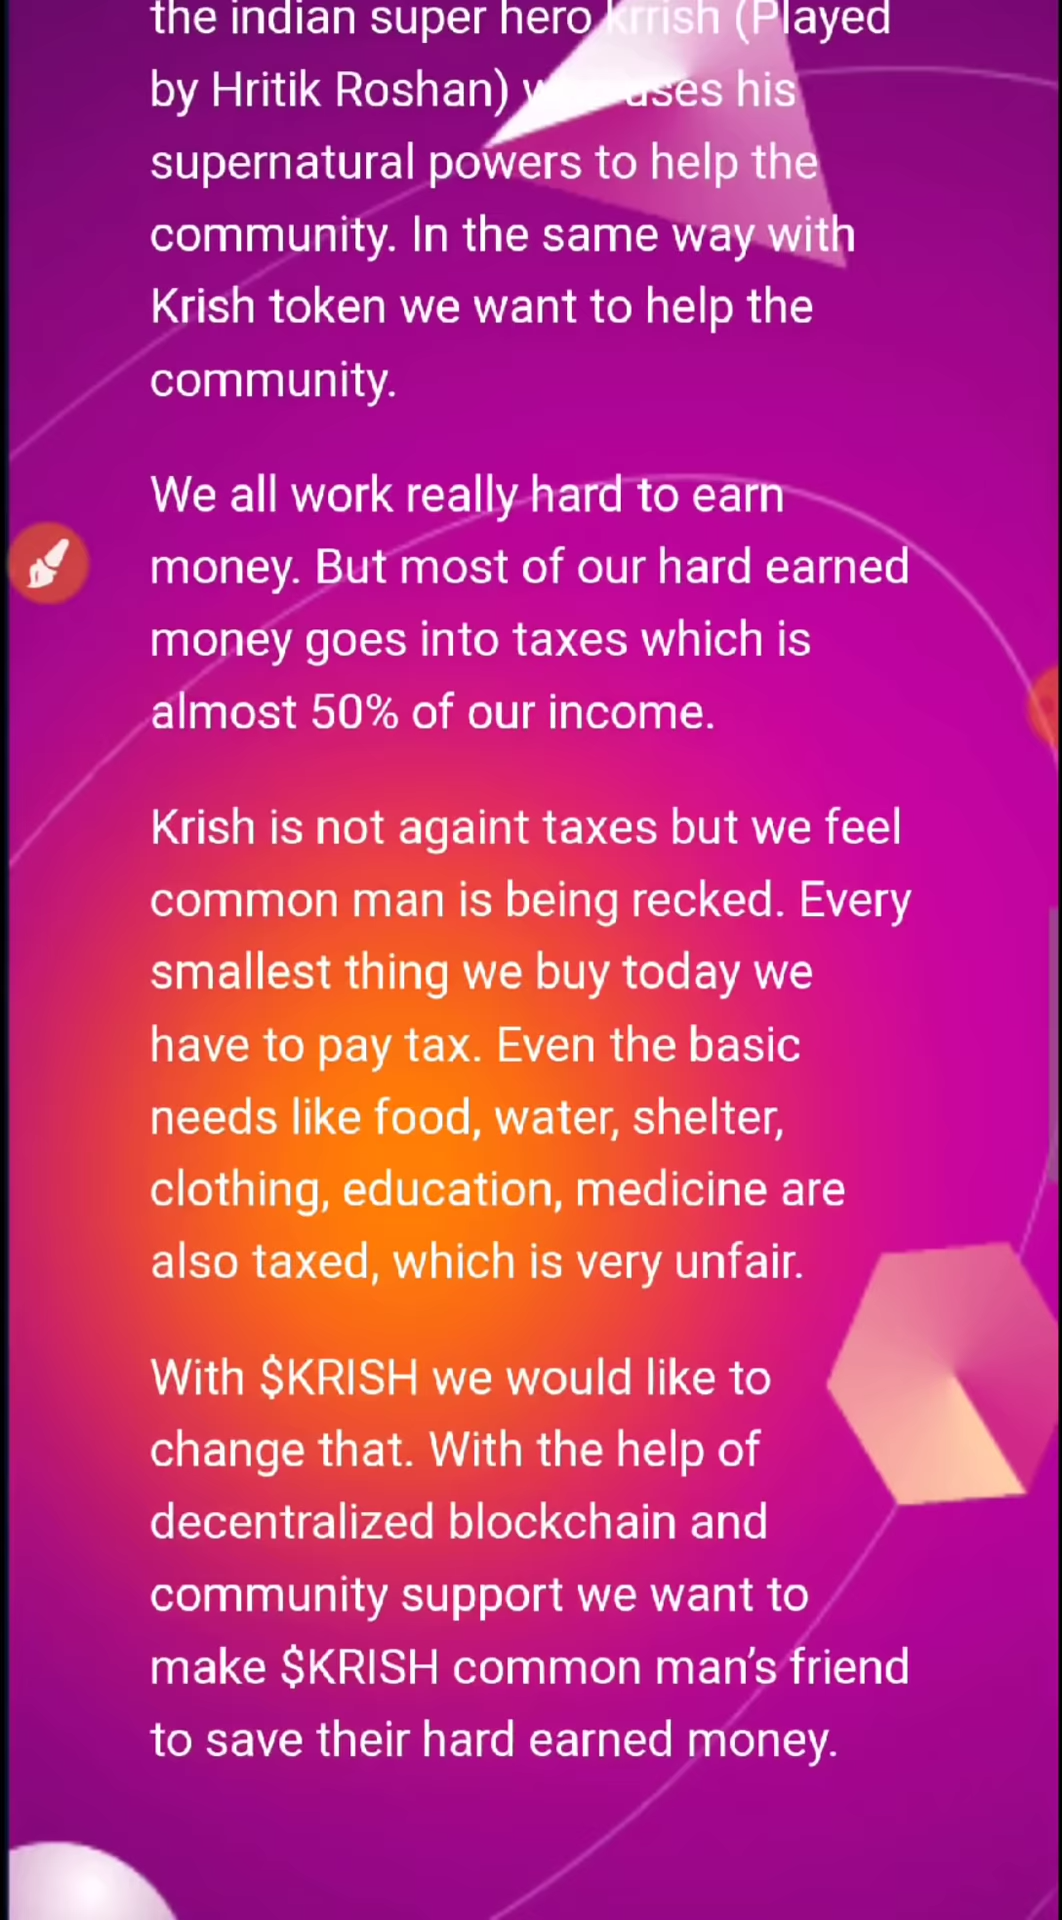 the indian super hero krrish (Played
by Hritik Roshan) who uses his
supernatural powers to help the
community. In the same way with
Krish token we want to help the
community.
We all work really hard to earn
money. But most of our hard earned
money goes into taxes which is
almost 50% of our income.
Krish is not againt taxes but we feel
common man is being recked. Every
smallest thing we buy today we
have to pay tax. Even the basic
needs like food, water, shelter,
clothing, education, medicine are
also taxed, which is very unfair.
With $KRISH we would like to
change that. With the help of
decentralized blockchain and
community support we want to
make $KRISH common man’s friend
to save their hard earned money.